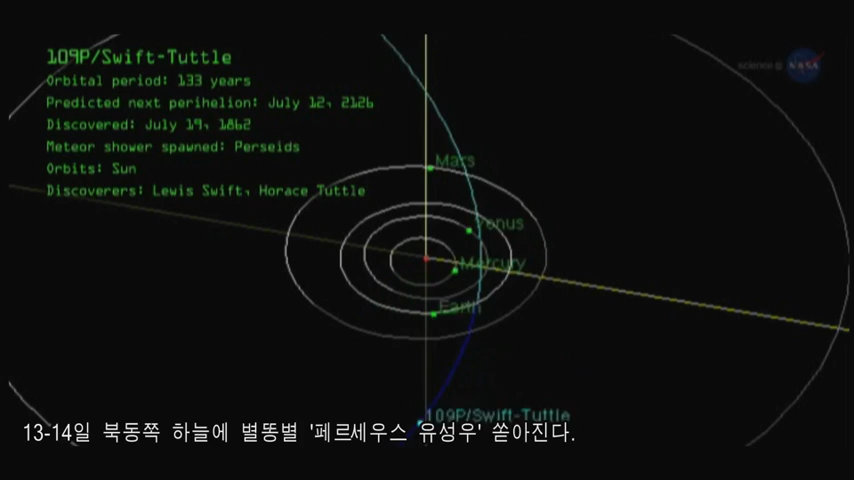 109P/Swift-Tuttle
Orbital period: 133 years
Predicted next perihelion: July 12, 2126
Discovered: July 19, 1862
Meteor shower spawned: Perseids
Orbits: Sun
Discoverers: Lewis Swift, Horace Tuttle
science @ NASA
Mars
Venus
Mercury
Earth
109P/Swift-Tuttle
13-14일 북동쪽 하늘에 별똥별 '페르세우스 유성우' 쏟아진다.